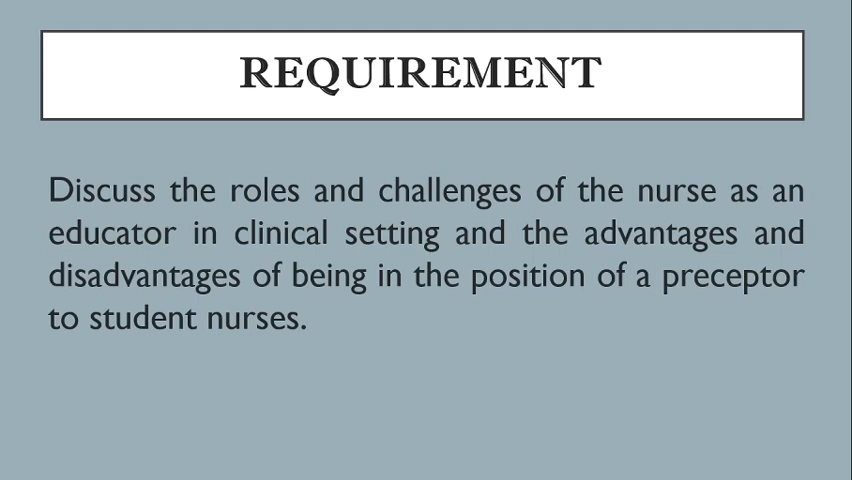 REQUIREMENT
Discuss the roles and challenges of the nurse as an
educator in clinical setting and the advantages and
disadvantages of being in the position of a preceptor
to student nurses.